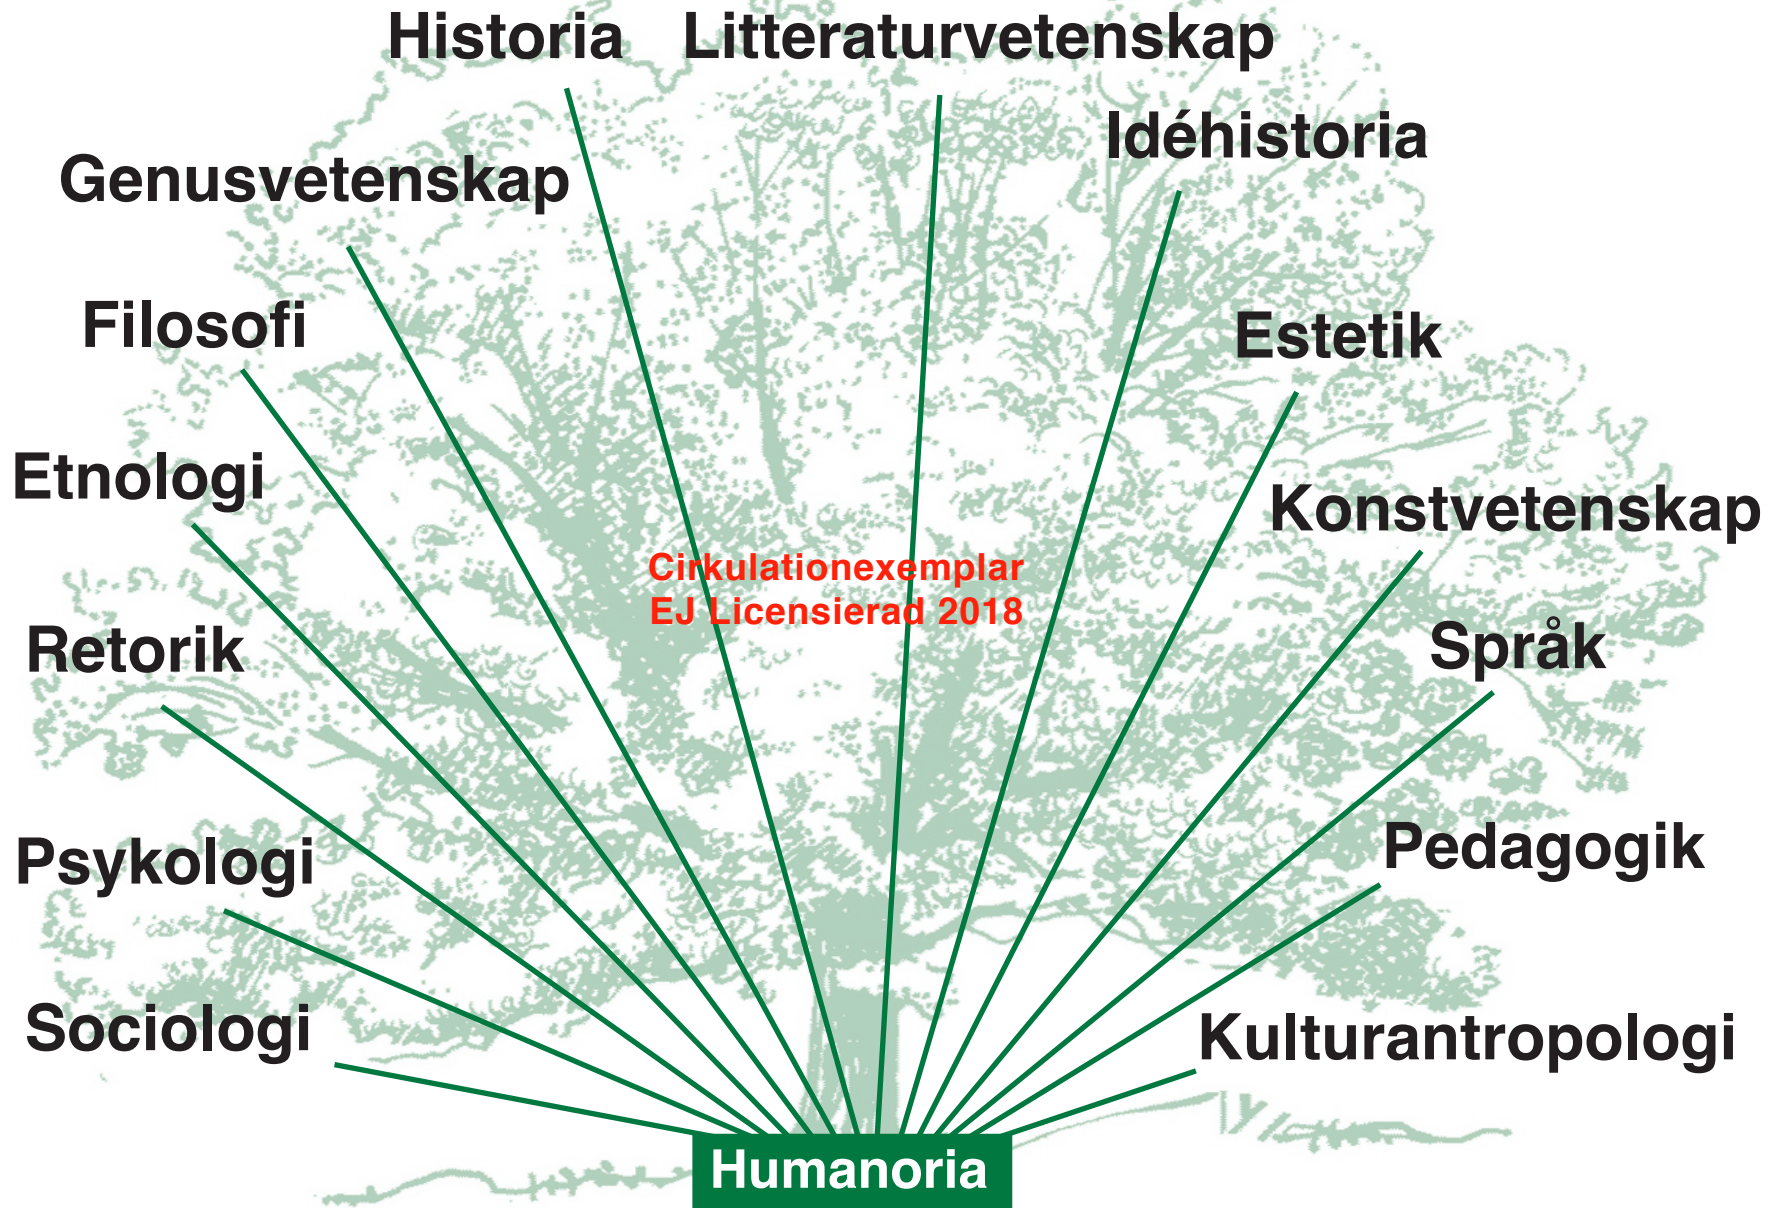 Historia
Litteraturvetenskap
Idéhistoria
Genusvetenskap
Filosofi
Estetik
Etnologi
Konstvetenskap
Cirkulationexemplar
EJ Licensierad 2018
Retorik
Språk
Psykologi
Pedagogik
Sociologi
Kulturantropologi
Humanoria